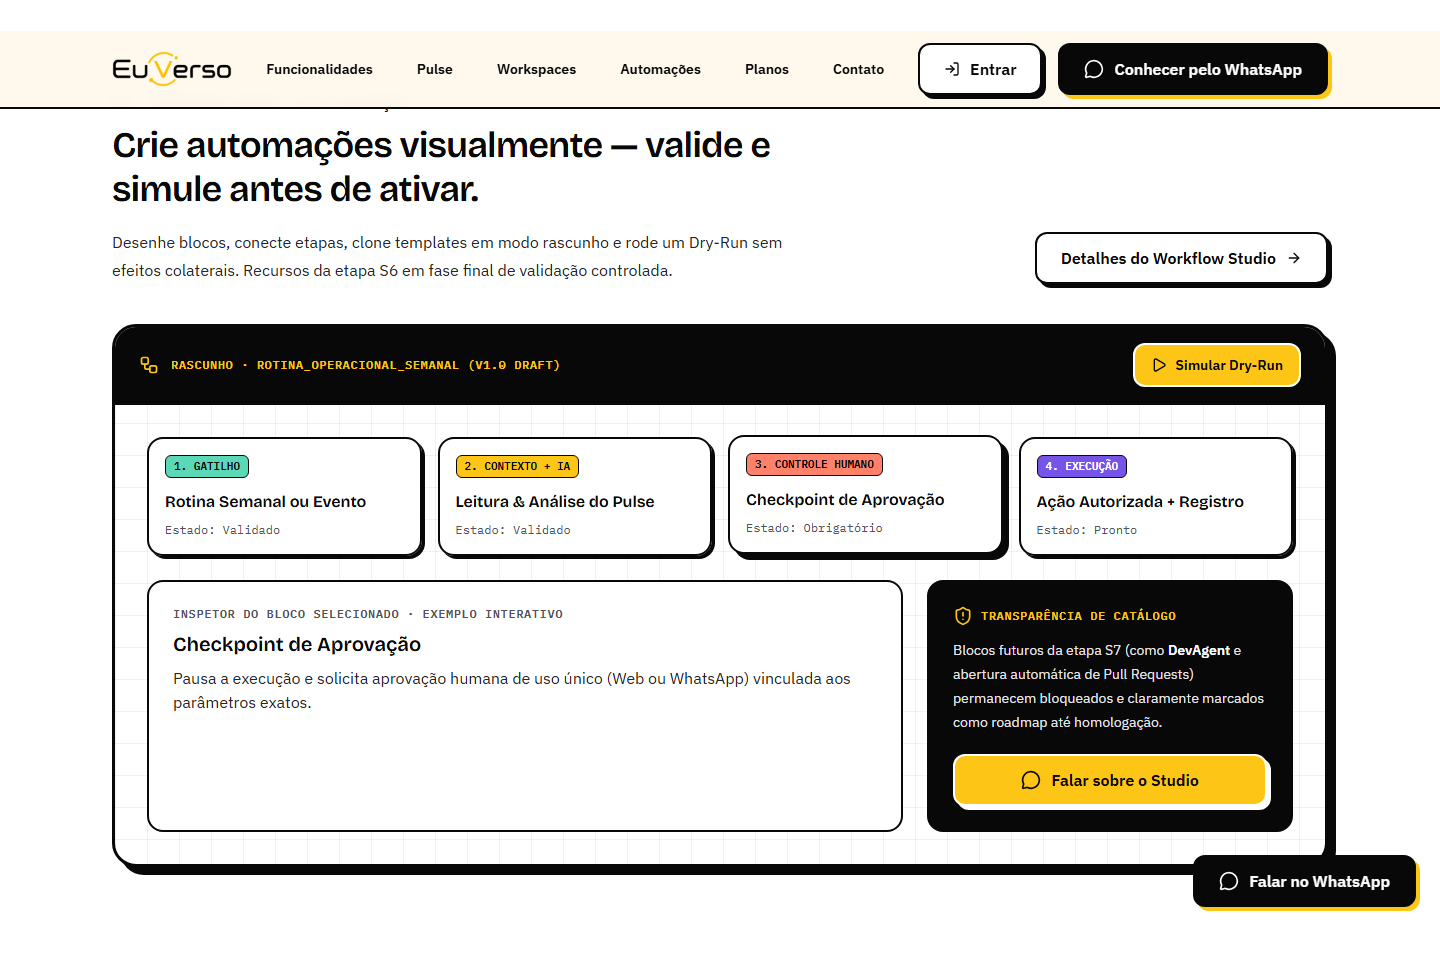 EuVerso
Funcionalidades
Pulse
Workspaces
Automações
Planos
Contato
Entrar
Conhecer pelo WhatsApp
Crie automações visualmente — valide e
simule antes de ativar.
Desenhe blocos, conecte etapas, clone templates em modo rascunho e rode um Dry-Run sem
efeitos colaterais. Recursos da etapa S6 em fase final de validação controlada.
Detalhes do Workflow Studio
RASCUNHO · ROTINA_OPERACIONAL_SEMANAL (V1.0 DRAFT)
Simular Dry-Run
1. GATILHO
Rotina Semanal ou Evento
Estado: Validado
2. CONTEXTO + IA
Leitura & Análise do Pulse
Estado: Validado
3. CONTROLE HUMANO
Checkpoint de Aprovação
Estado: Obrigatório
4. EXECUÇÃO
Ação Autorizada + Registro
Estado: Pronto
INSPETOR DO BLOCO SELECIONADO · EXEMPLO INTERATIVO
Checkpoint de Aprovação
Pausa a execução e solicita aprovação humana de uso único (Web ou WhatsApp) vinculada aos
parâmetros exatos.
TRANSPARÊNCIA DE CATÁLOGO
Blocos futuros da etapa S7 (como DevAgent e
abertura automática de Pull Requests)
permanecem bloqueados e claramente marcados
como roadmap até homologação.
Falar sobre o Studio
Falar no WhatsApp